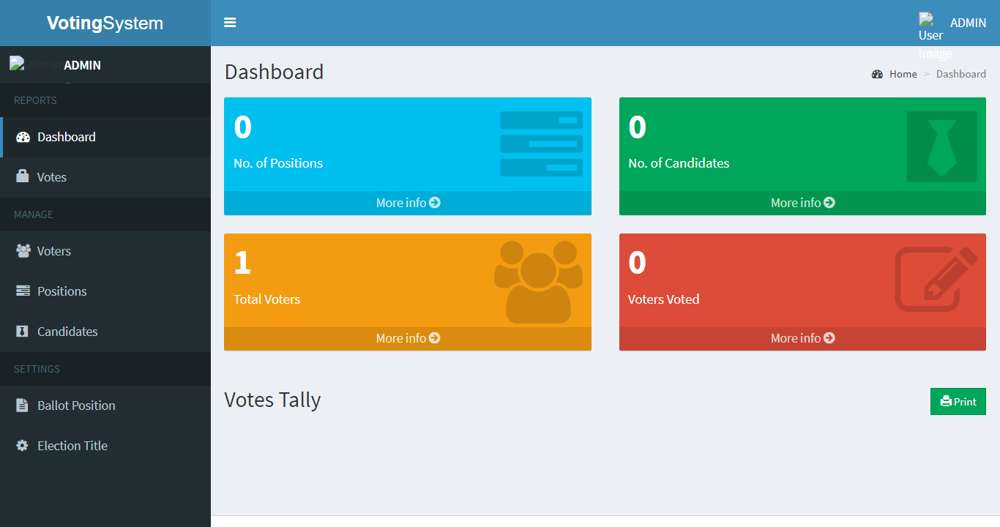 VotingSystem
User Image
ADMIN
ADMIN
REPORTS
Dashboard
Votes
MANAGE
Voters
Positions
Candidates
SETTINGS
Ballot Position
Election Title
Dashboard
Home > Dashboard
0
No. of Positions
More info
0
No. of Candidates
More info
1
Total Voters
More info
0
Voters Voted
More info
Votes Tally
Print